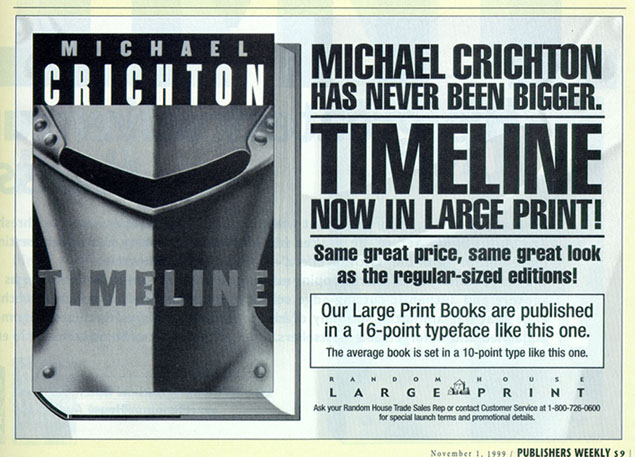 MICHAEL
CRICHTON
TIMELINE
MICHAEL CRICHTON
HAS NEVER BEEN BIGGER.
TIMELINE
NOW IN LARGE PRINT!
Same great price, same great look
as the regular-sized editions!
Our Large Print Books are published
in a 16-point typeface like this one.
The average book is set in a 10-point type like this one.
RANDOM HOUSE
LARGE PRINT
Ask your Random House Trade Sales Rep or contact Customer Service at 1-800-726-0600
for special launch terms and promotional details.
November 1, 1999 / PUBLISHERS WEEKLY 59